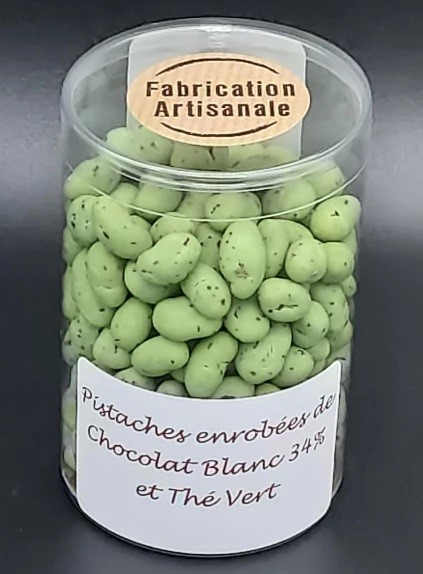 Fabrication
Artisanale
Pistaches enrobées de
Chocolat Blanc 34%
et Thé Vert